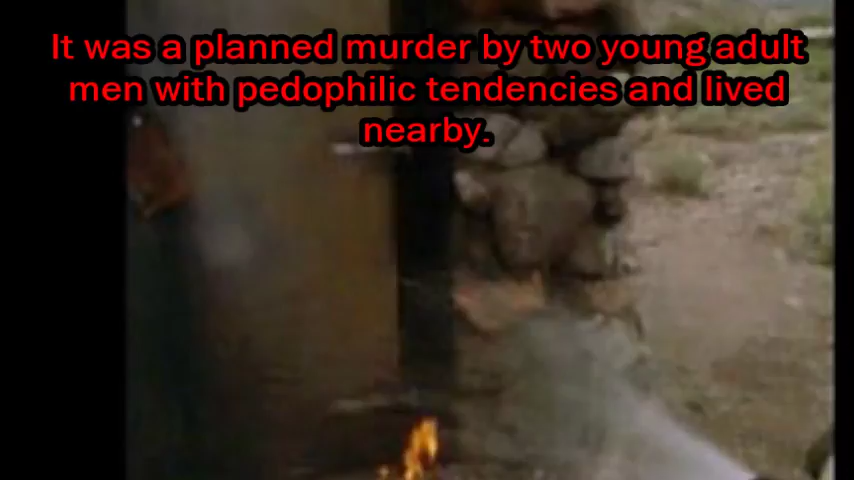 It was a planned murder by two young adult
men with pedophilic tendencies and lived
nearby.